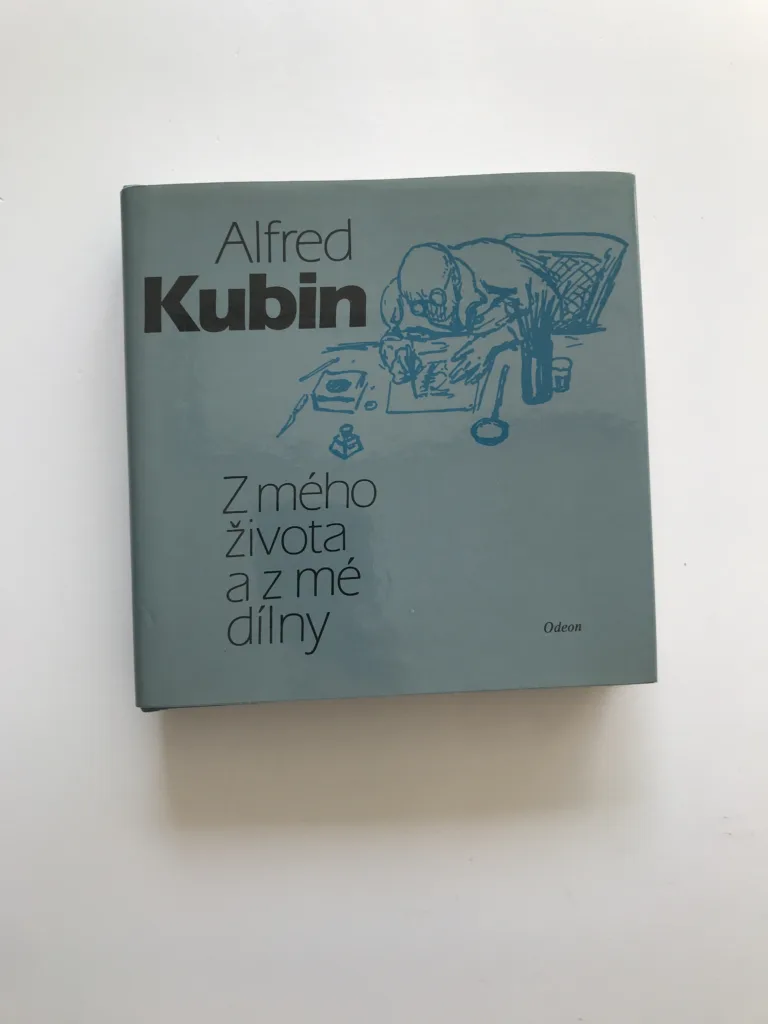 Alfred
Kubin
Z mého
života
a z mé
dílny
Odeon